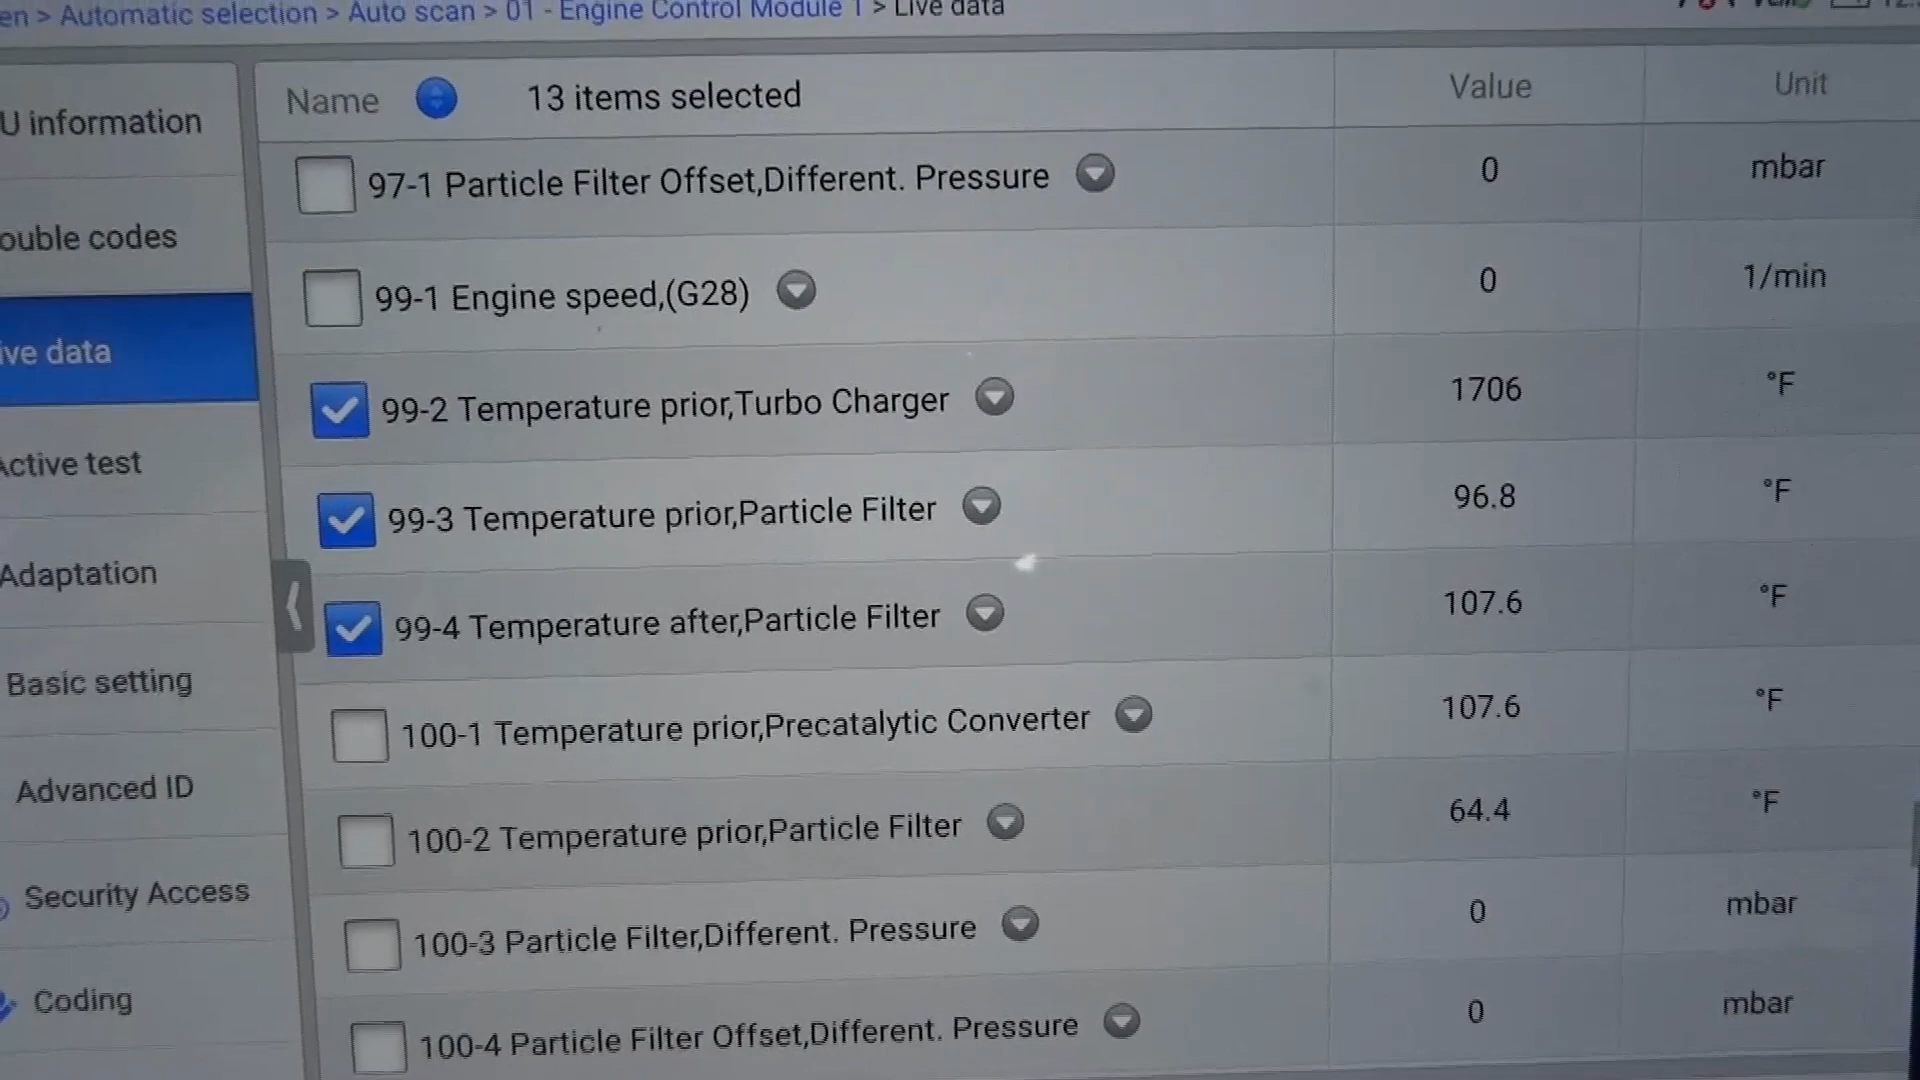 en > Automatic selection > Auto scan > 01 - Engine Control Module 1 > Live data
U information
ouble codes
ive data
Active test
Adaptation
Basic setting
Advanced ID
Security Access
Coding
Name 13 items selected Value Unit
97-1 Particle Filter Offset,Different. Pressure 0 mbar
99-1 Engine speed,(G28) 0 1/min
99-2 Temperature prior,Turbo Charger 1706 °F
99-3 Temperature prior,Particle Filter 96.8 °F
99-4 Temperature after,Particle Filter 107.6 °F
100-1 Temperature prior,Precatalytic Converter 107.6 °F
100-2 Temperature prior,Particle Filter 64.4 °F
100-3 Particle Filter,Different. Pressure 0 mbar
100-4 Particle Filter Offset,Different. Pressure 0 mbar